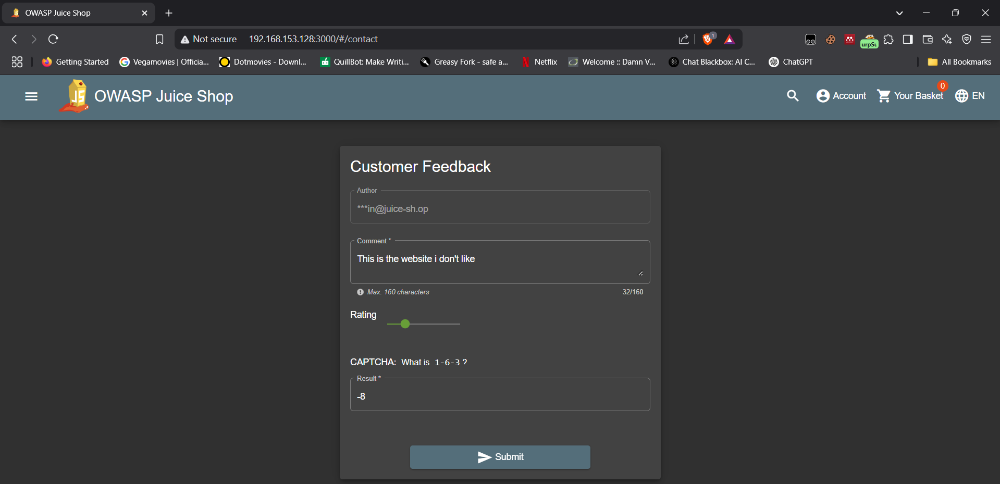 OWASP Juice Shop
Not secure 192.168.153.128:3000/#/contact
1
urpSt
Getting Started Vegamovies | Officia... Dotmovies - Downl... QuillBot: Make Writi... Greasy Fork - safe a... Netflix Welcome :: Damn V... Chat Blackbox: AI C... ChatGPT All Bookmarks
JS OWASP Juice Shop Account Your Basket 0 EN
Customer Feedback
Author
***in@juice-sh.op
Comment *
This is the website i don't like
Max. 160 characters 32/160
Rating
CAPTCHA: What is 1-6-3 ?
Result *
-8
Submit